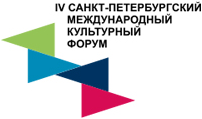 IV САНКТ-ПЕТЕРБУРГСКИЙ
МЕЖДУНАРОДНЫЙ
КУЛЬТУРНЫЙ
ФОРУМ